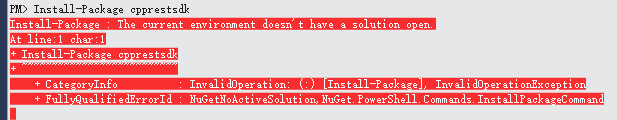 PM> Install-Package cpprestsdk
Install-Package : The current environment doesn't have a solution open.
At line:1 char:1
+ Install-Package cpprestsdk
+ ~~~~~~~~~~~~~~~~~~~~~~~~~~
+ CategoryInfo : InvalidOperation: (:) [Install-Package], InvalidOperationException
+ FullyQualifiedErrorId : NuGetNoActiveSolution,NuGet.PowerShell.Commands.InstallPackageCommand